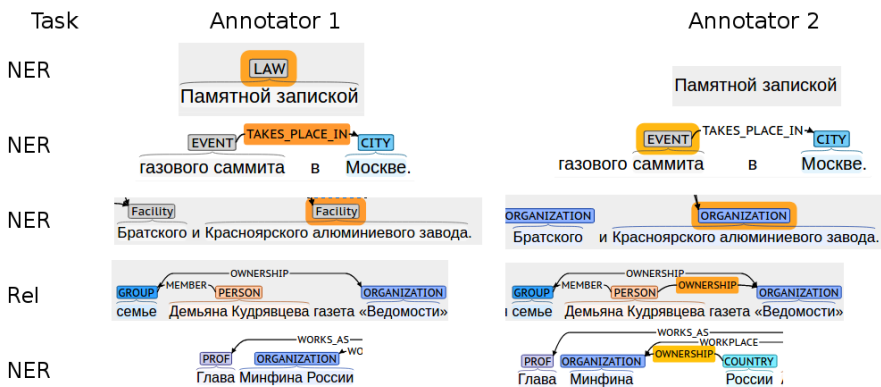 Task Annotator 1 Annotator 2
NER LAW
Памятной запиской Памятной запиской
NER EVENT TAKES_PLACE_IN CITY EVENT TAKES_PLACE_IN CITY
газового саммита в Москве. газового саммита в Москве.
NER Facility Facility ORGANIZATION ORGANIZATION
Братского и Красноярского алюминиевого завода. Братского и Красноярского алюминиевого завода.
OWNERSHIP OWNERSHIP
Rel GROUP MEMBER PERSON ORGANIZATION GROUP MEMBER PERSON OWNERSHIP ORGANIZATION
семье Демьяна Кудрявцева газета «Ведомости» семье Демьяна Кудрявцева газета «Ведомости»
WORKS_AS WORKS_AS
WORKPLACE
NER PROF ORGANIZATION WO PROF ORGANIZATION OWNERSHIP COUNTRY
Глава Минфина России Глава Минфина России